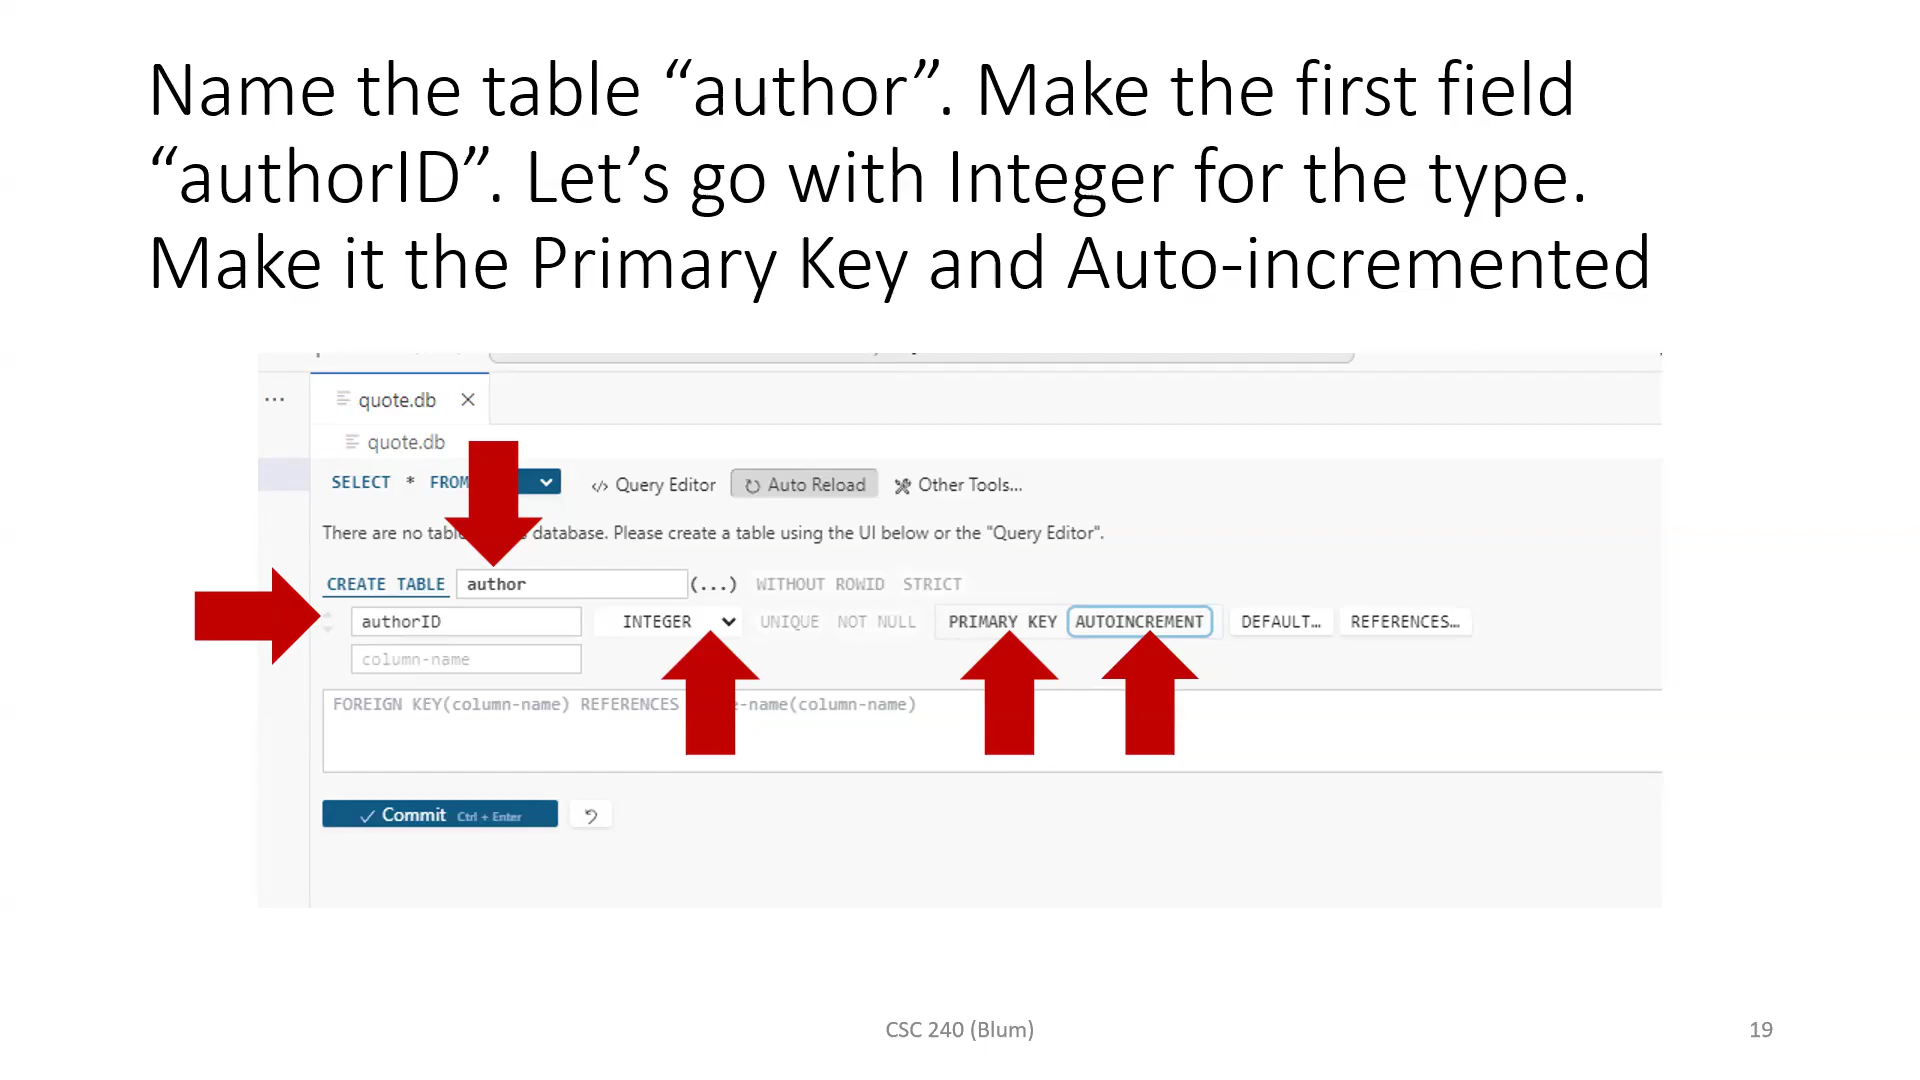 Name the table “author”. Make the first field
“authorID”. Let’s go with Integer for the type.
Make it the Primary Key and Auto-incremented
quote.db
quote.db
SELECT * FROM
Query Editor Auto Reload Other Tools...
There are no database. Please create a table using the UI below or the "Query Editor".
CREATE TABLE author (...) WITHOUT ROWID STRICT
authorID INTEGER UNIQUE NOT NULL PRIMARY KEY AUTOINCREMENT DEFAULT… REFERENCES…
column-name
FOREIGN KEY(column-name) REFERENCES -name(column-name)
Commit Ctrl + Enter
CSC 240 (Blum)
19